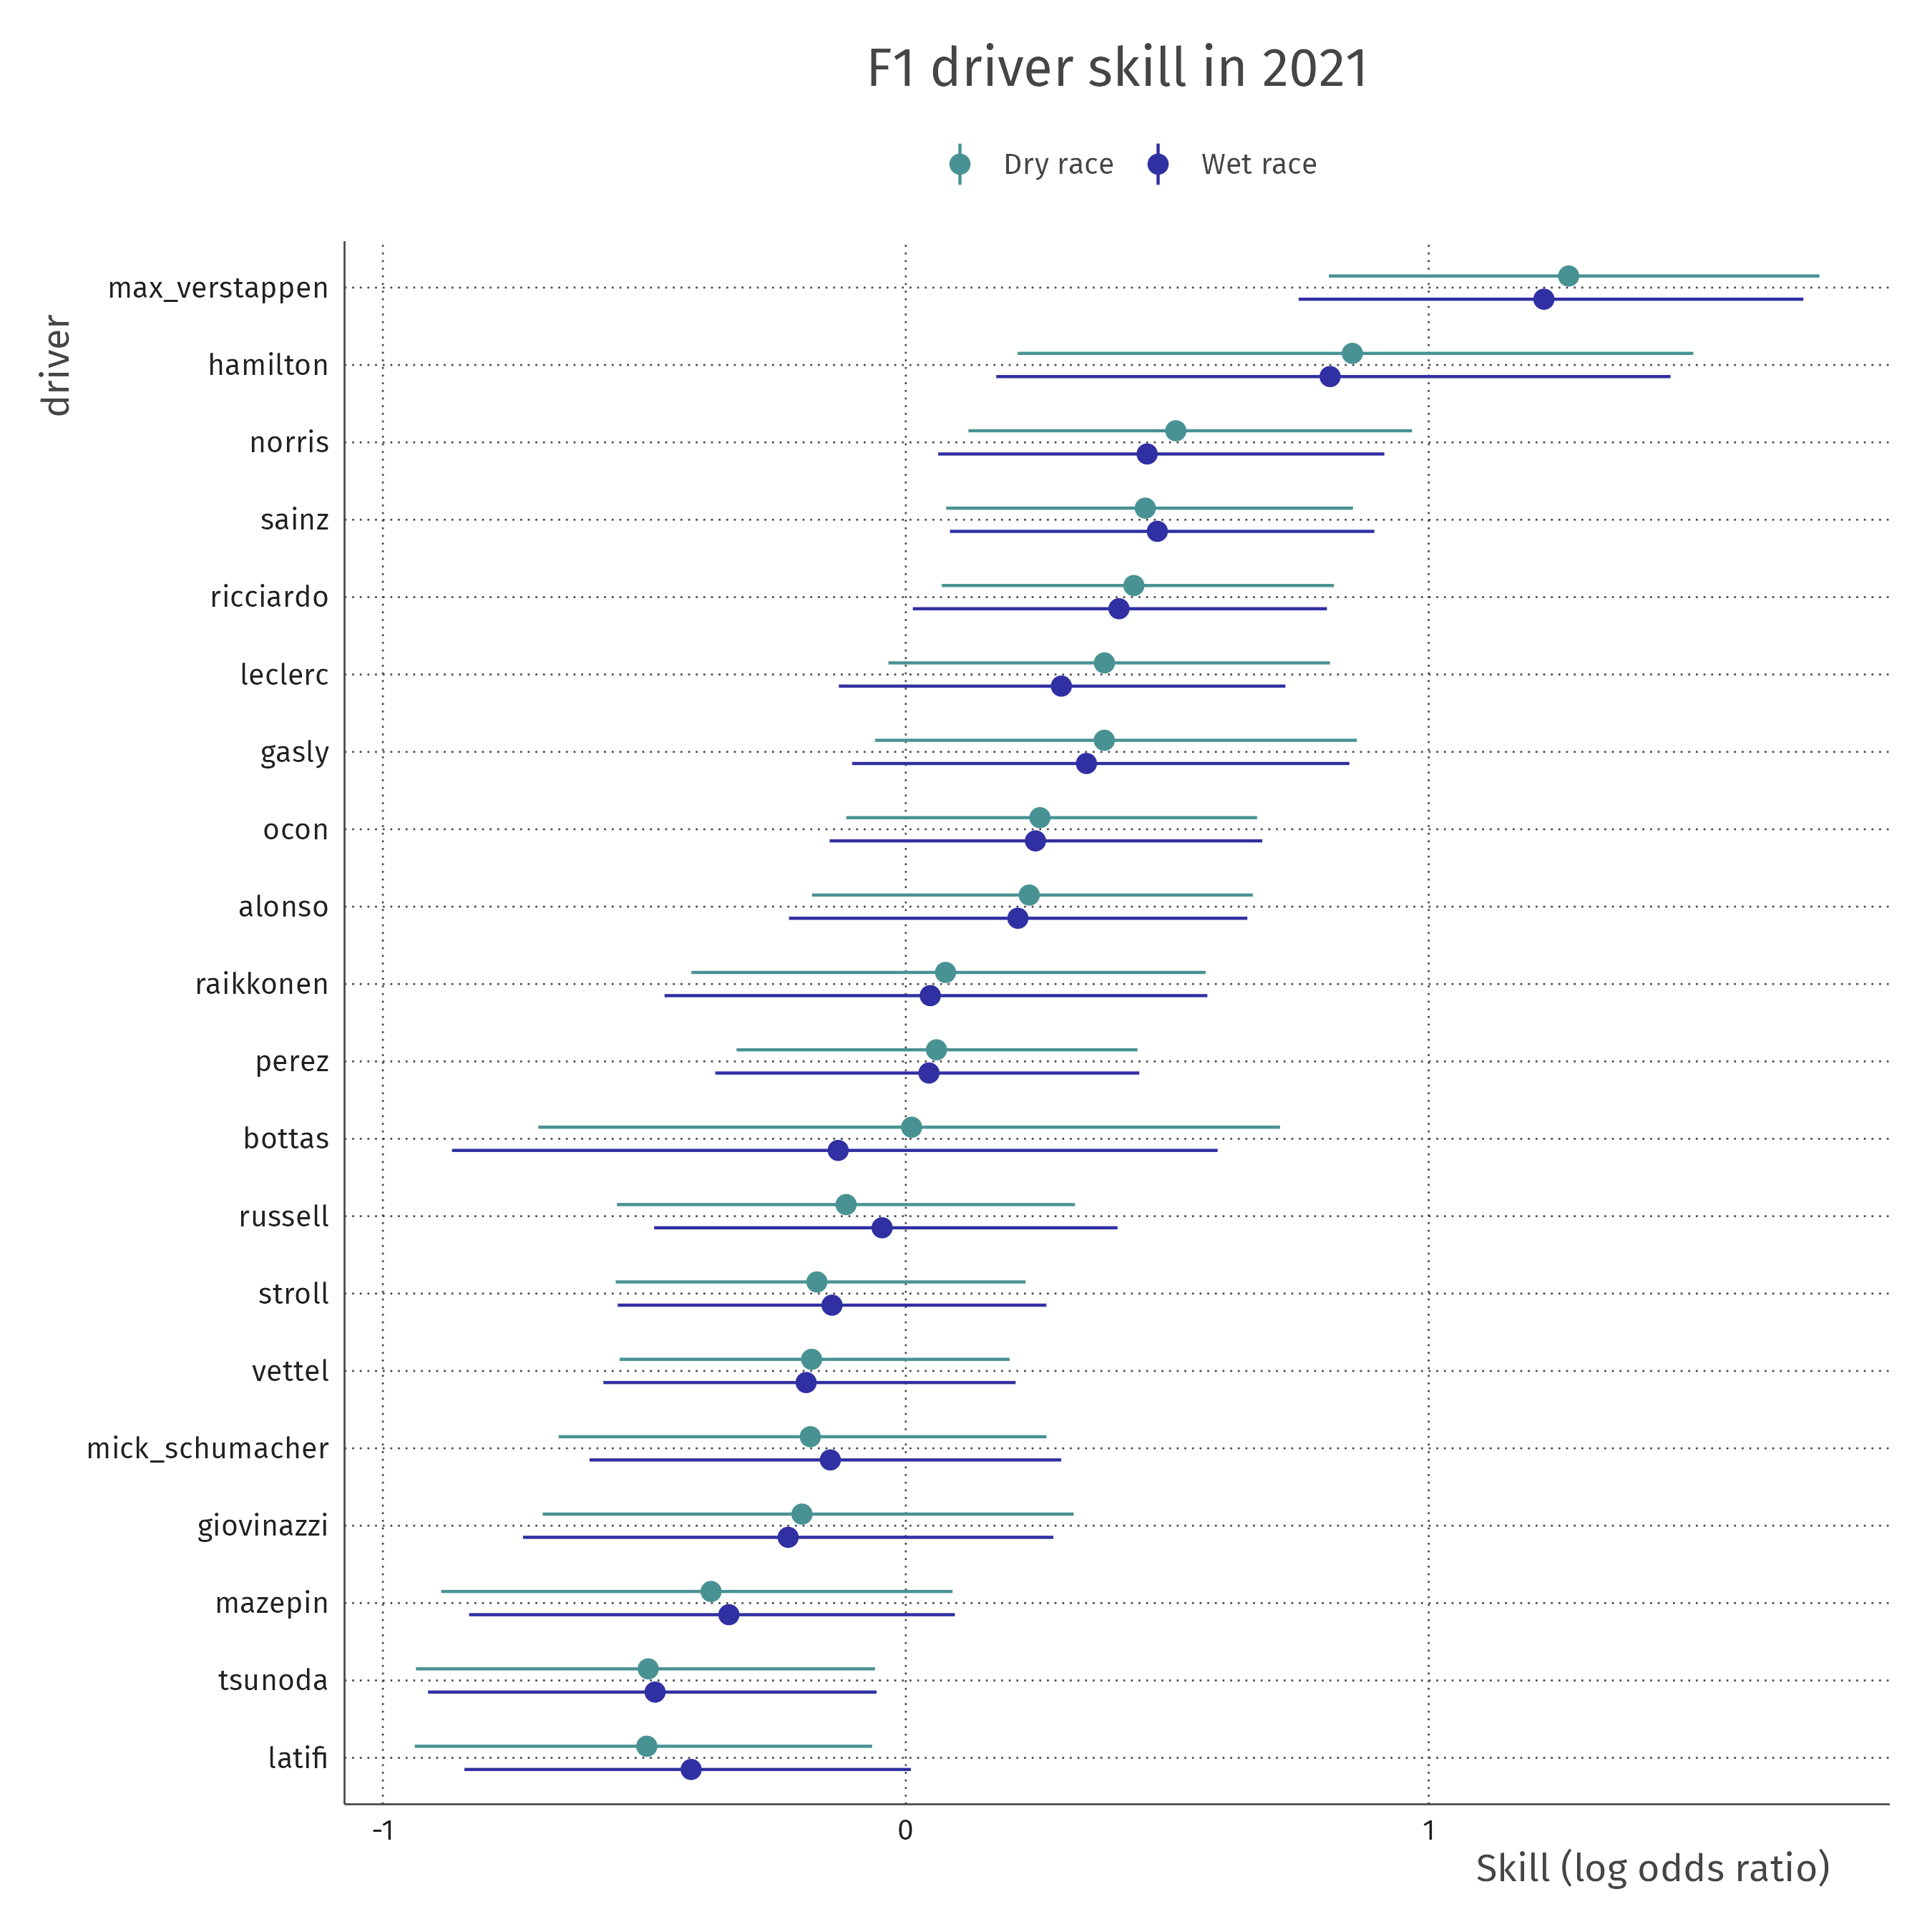 F1 driver skill in 2021
Dry race
Wet race
driver
max_verstappen
hamilton
norris
sainz
ricciardo
leclerc
gasly
ocon
alonso
raikkonen
perez
bottas
russell
stroll
vettel
mick_schumacher
giovinazzi
mazepin
tsunoda
latifi
-1 0 1
Skill (log odds ratio)